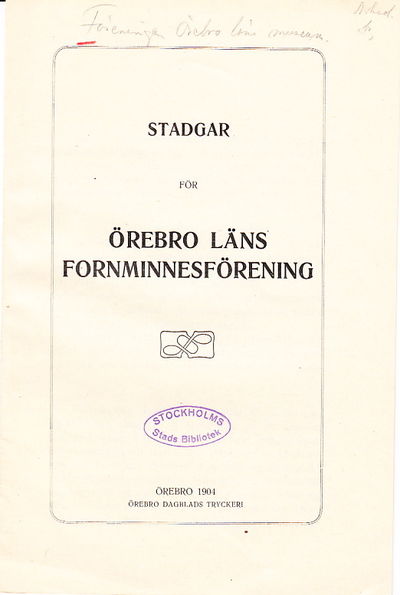 Föreningen Örebro läns museum.
STADGAR
FÖR
ÖREBRO LÄNS
FORNMINNESFÖRENING
STOCKHOLMS
Stads Bibliotek
ÖREBRO 1904
ÖREBRO DAGBLADS TRYCKERI